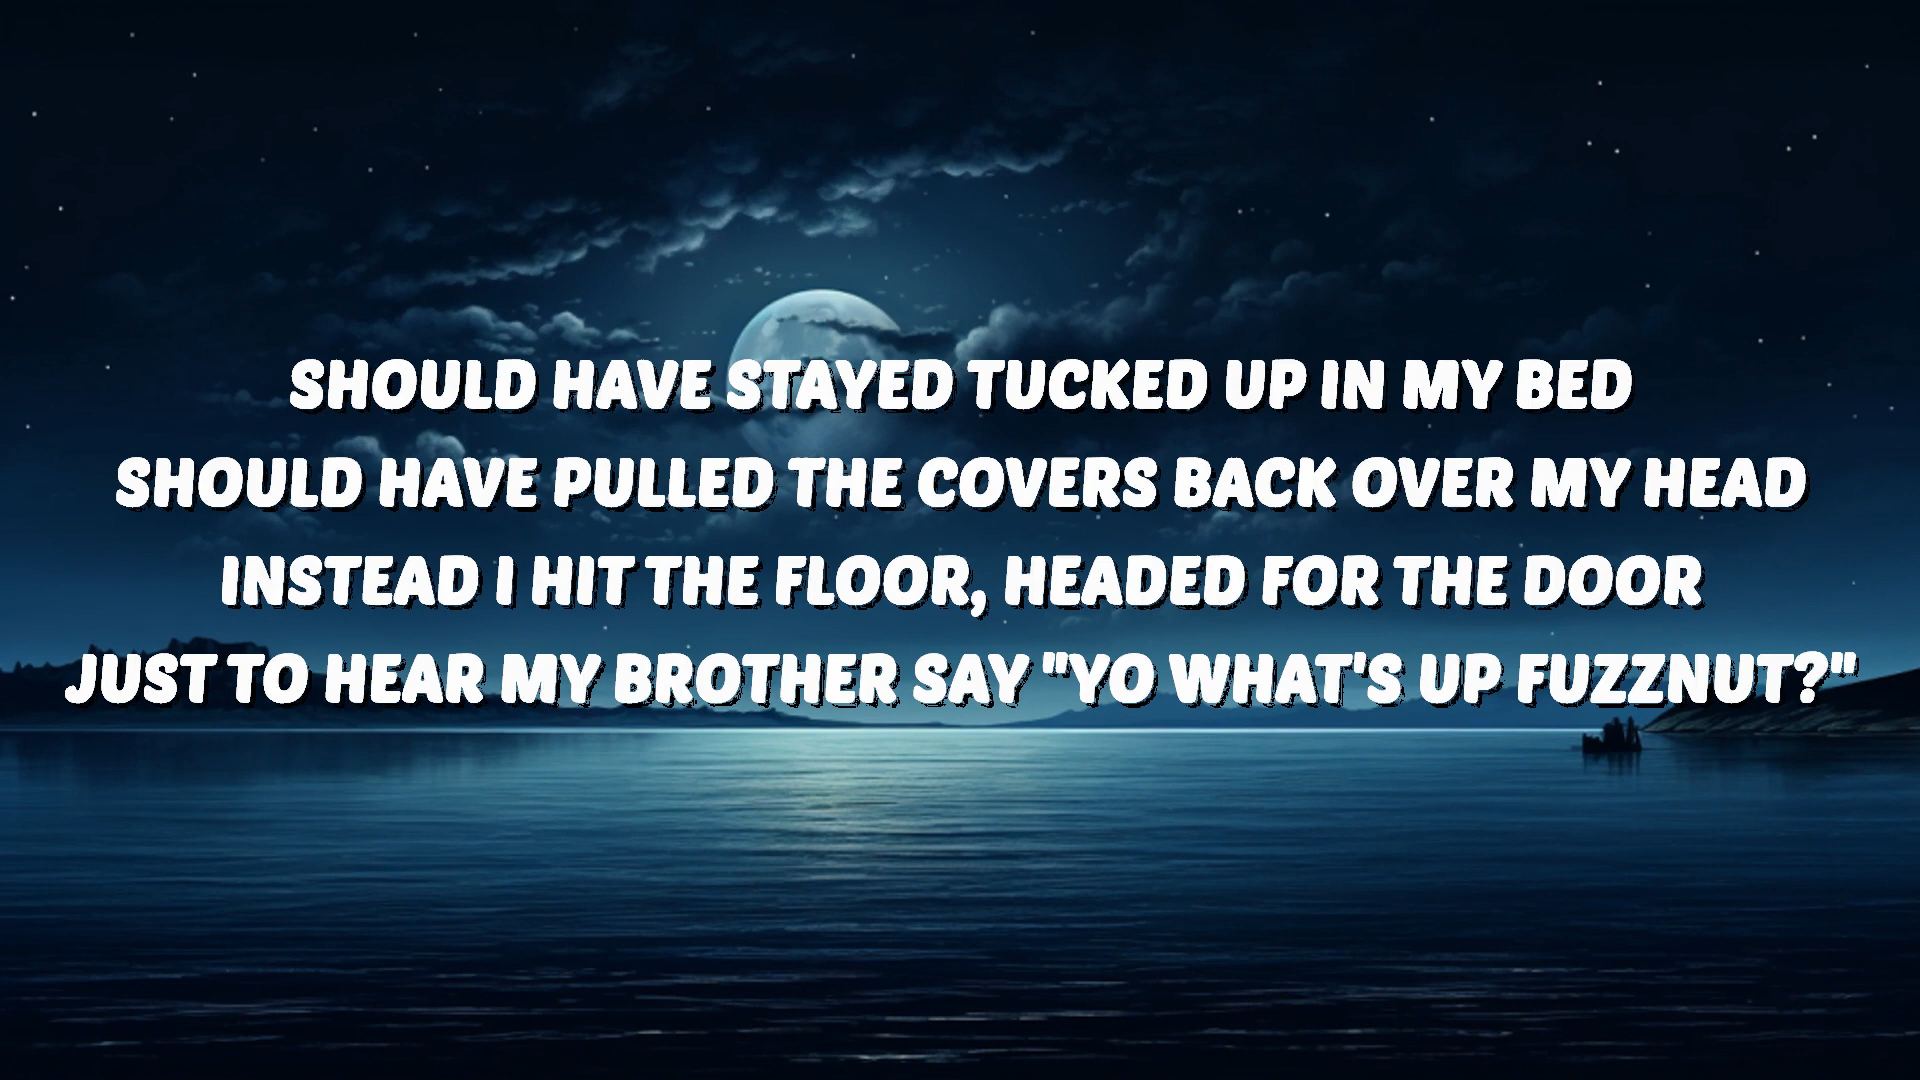 SHOULD HAVE STAYED TUCKED UP IN MY BED
SHOULD HAVE PULLED THE COVERS BACK OVER MY HEAD
INSTEAD I HIT THE FLOOR, HEADED FOR THE DOOR
JUST TO HEAR MY BROTHER SAY "YO WHAT'S UP FUZZNUT?"